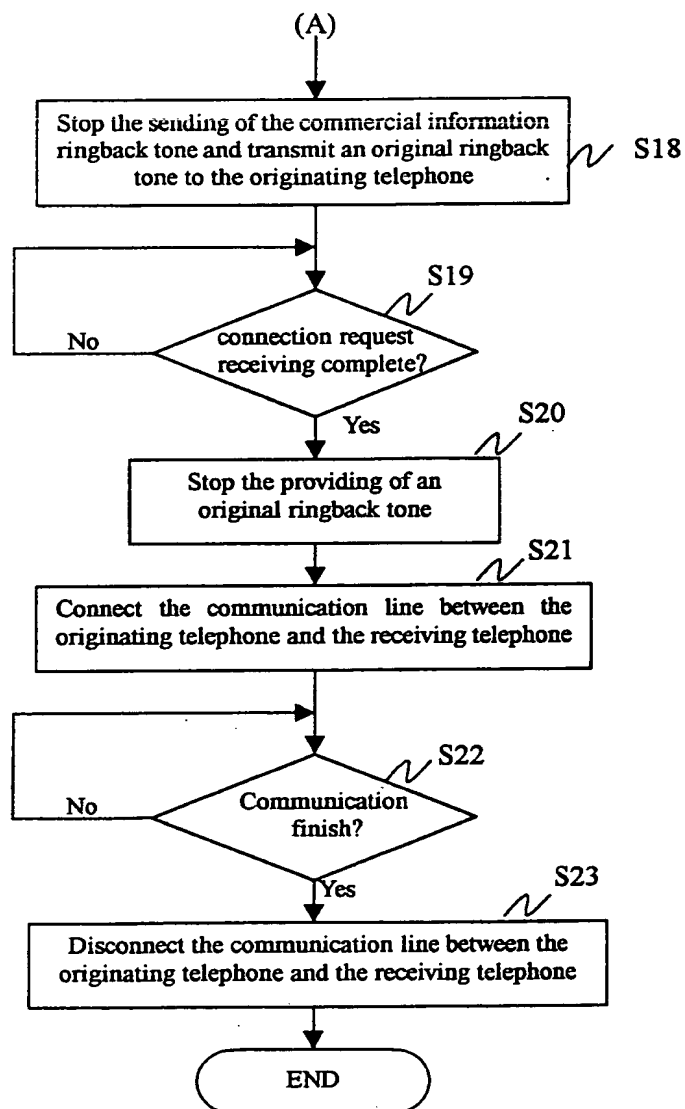 (A)
Stop the sending of the commercial information
ringback tone and transmit an original ringback
tone to the originating telephone
S18
S19
connection request
receiving complete?
No
Yes
S20
Stop the providing of an
original ringback tone
S21
Connect the communication line between the
originating telephone and the receiving telephone
S22
Communication
finish?
No
Yes
S23
Disconnect the communication line between the
originating telephone and the receiving telephone
END